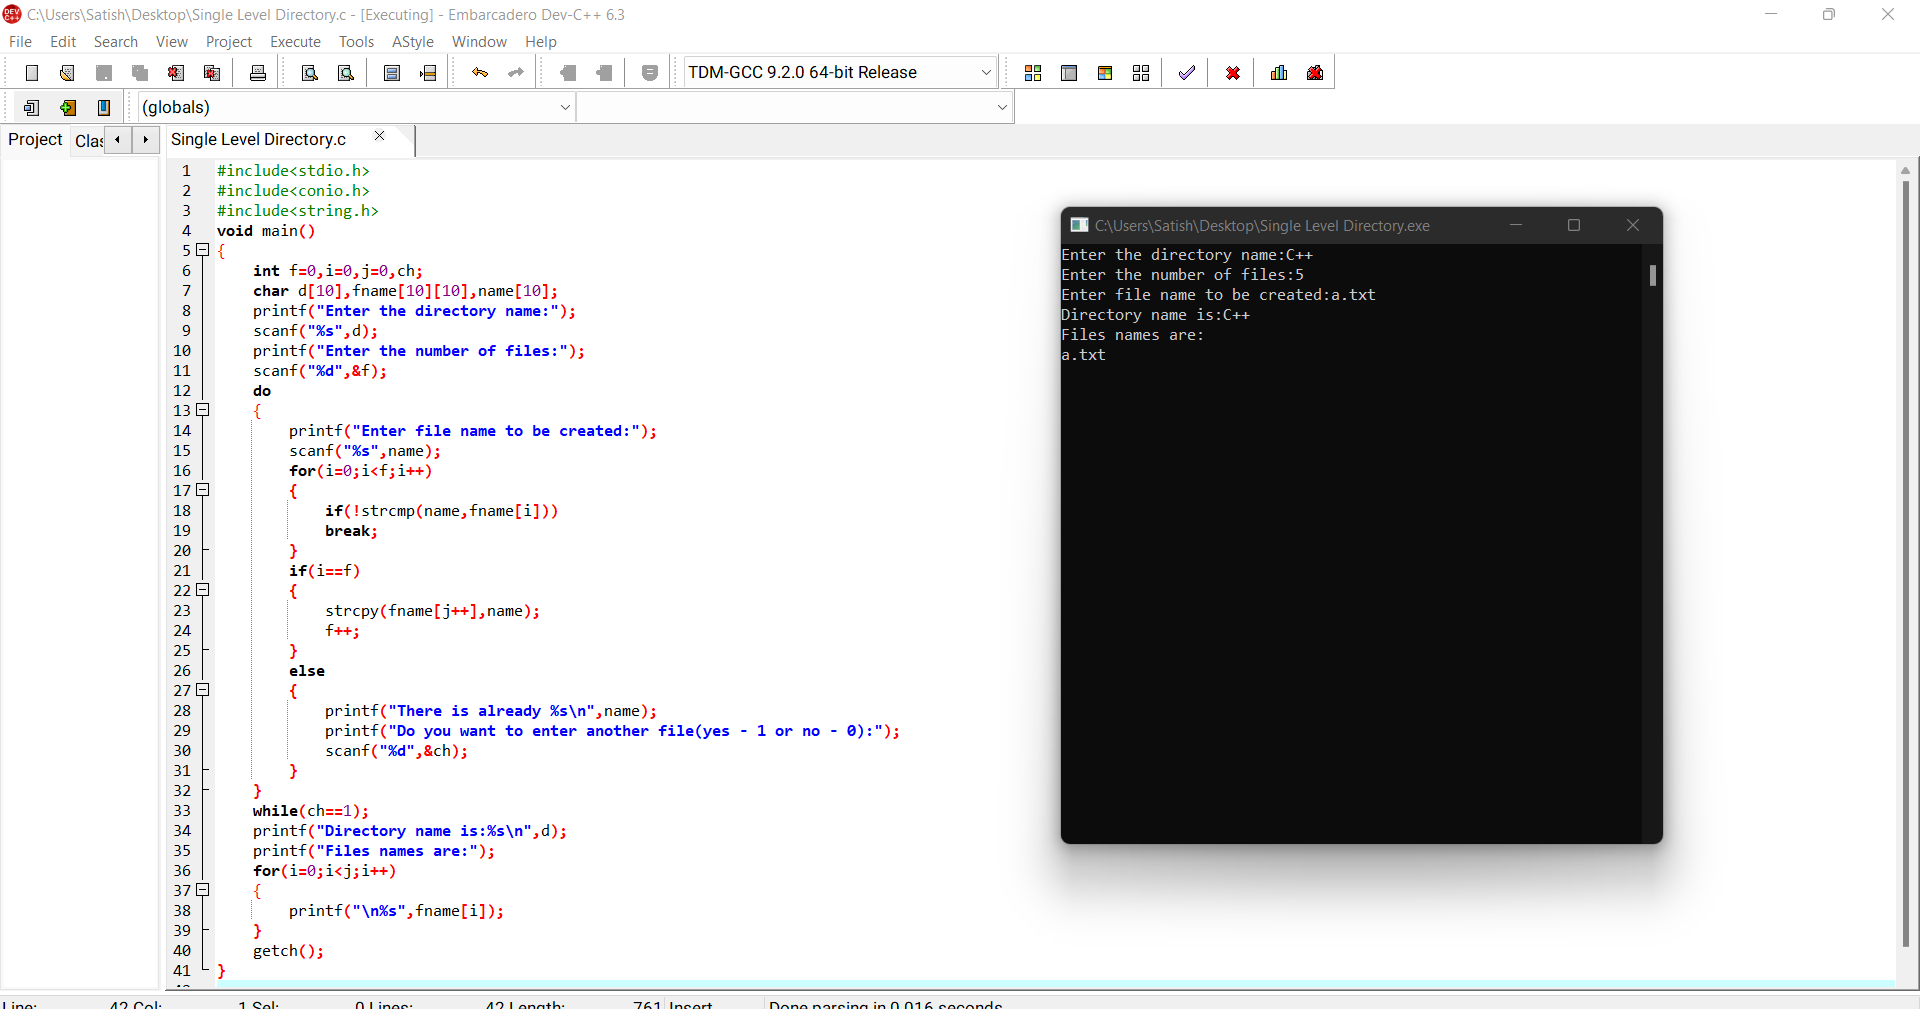 C:\Users\Satish\Desktop\Single Level Directory.c - [Executing] - Embarcadero Dev-C++ 6.3
File Edit Search View Project Execute Tools AStyle Window Help
TDM-GCC 9.2.0 64-bit Release
(globals)
Project Clas Single Level Directory.c
1 #include<stdio.h>
2 #include<conio.h>
3 #include<string.h>
4 void main()
5 {
6 int f=0,i=0,j=0,ch;
7 char d[10],fname[10][10],name[10];
8 printf("Enter the directory name:");
9 scanf("%s",d);
10 printf("Enter the number of files:");
11 scanf("%d",&f);
12 do
13 {
14 printf("Enter file name to be created:");
15 scanf("%s",name);
16 for(i=0;i<f;i++)
17 {
18 if(!strcmp(name,fname[i]))
19 break;
20 }
21 if(i==f)
22 {
23 strcpy(fname[j++],name);
24 f++;
25 }
26 else
27 {
28 printf("There is already %s\n",name);
29 printf("Do you want to enter another file(yes - 1 or no - 0):");
30 scanf("%d",&ch);
31 }
32 }
33 while(ch==1);
34 printf("Directory name is:%s\n",d);
35 printf("Files names are:");
36 for(i=0;i<j;i++)
37 {
38 printf("\n%s",fname[i]);
39 }
40 getch();
41 }
C:\Users\Satish\Desktop\Single Level Directory.exe
Enter the directory name:C++
Enter the number of files:5
Enter file name to be created:a.txt
Directory name is:C++
Files names are:
a.txt
Line: 42 Col: 1 Sel: 0 Lines: 42 Length: 761 Insert Done parsing in 0.016 seconds